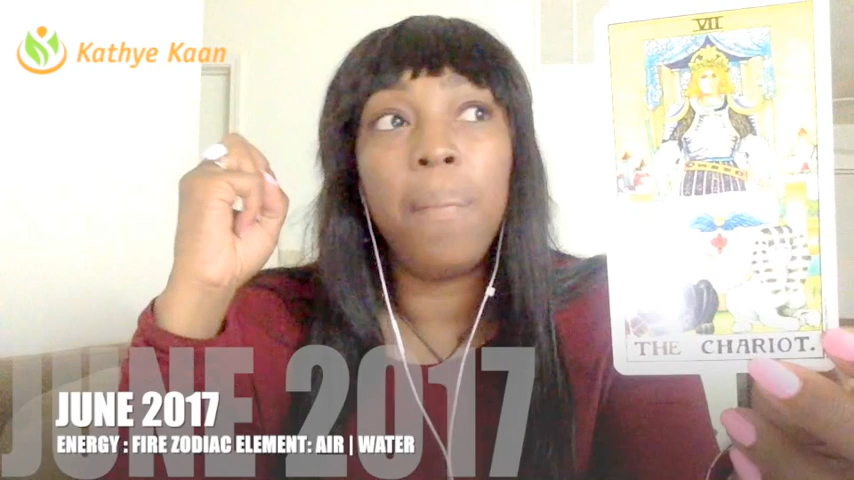 Kathye Kaan
VII
THE CHARIOT.
JUNE 2017
JUNE 2017
ENERGY : FIRE ZODIAC ELEMENT: AIR | WATER